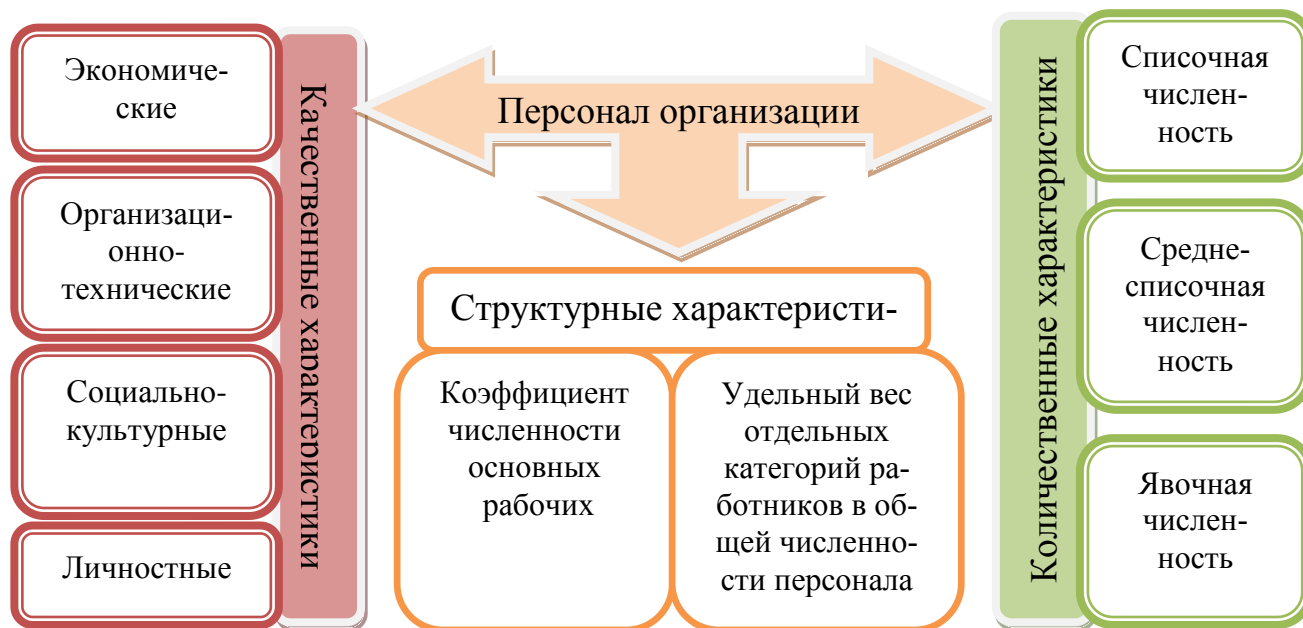 Экономиче-
ские
Организаци-
онно-
технические
Социально-
культурные
Личностные
Качественные характеристики
Персонал организации
Структурные характеристи-
Коэффициент
численности
основных
рабочих
Удельный вес
отдельных
категорий ра-
ботников в об-
щей численно-
сти персонала
Количественные характеристики
Списочная
числен-
ность
Средне-
списочная
числен-
ность
Явочная
числен-
ность